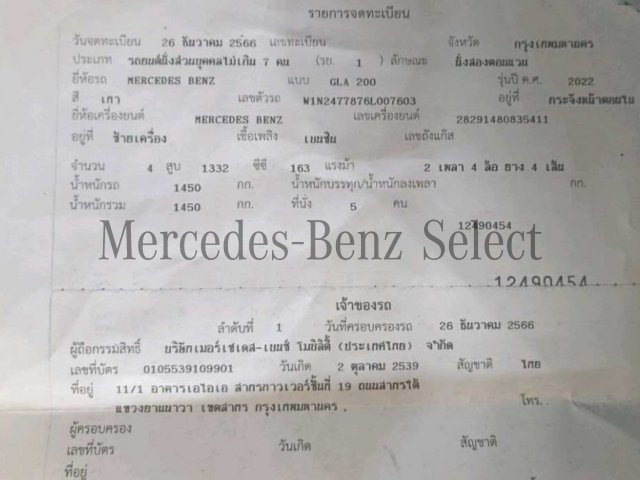 รายการจดทะเบียน
วันจดทะเบียน 26 ธันวาคม 2566 เลขทะเบียน จังหวัด กรุงเทพมหานคร
ประเภท รถยนต์นั่งส่วนบุคคลไม่เกิน 7 คน (รย. 1 ) ลักษณะ นั่งสองตอนแวน
ยี่ห้อรถ MERCEDES BENZ แบบ GLA 200 รุ่นปี ค.ศ. 2022
สี เทา เลขตัวรถ W1N2477876L007603 อยู่ที่ กระจังหน้าตอนใน
ยี่ห้อเครื่องยนต์ MERCEDES BENZ เลขเครื่องยนต์ 28291480835411
อยู่ที่ ซ้ายเครื่อง เชื้อเพลิง เบนซิน เลขถังแก๊ส
จำนวน 4 สูบ 1332 ซีซี 163 แรงม้า 2 เพลา 4 ล้อ ยาง 4 เส้น
น้ำหนักรถ 1450 กก. น้ำหนักบรรทุก/น้ำหนักลงเพลา กก.
น้ำหนักรวม 1450 กก. ที่นั่ง 5 คน
12490454
Mercedes-Benz Select
12490454
เจ้าของรถ
ลำดับที่ 1 วันที่ครอบครองรถ 26 ธันวาคม 2566
ผู้ถือกรรมสิทธิ์ บริษัทเมอร์เซเดส-เบนซ์ โมบิลิตี้ (ประเทศไทย) จำกัด
เลขที่บัตร 0105539109901 วันเกิด 2 ตุลาคม 2539 สัญชาติ ไทย
ที่อยู่ 11/1 อาคารเอไอเอ สาทรทาวเวอร์ชั้นที่ 19 ถนนสาทรใต้
แขวงยานนาวา เขตสาทร กรุงเทพมหานคร . โทร..
ผู้ครอบครอง
เลขที่บัตร วันเกิด สัญชาติ
ที่อยู่